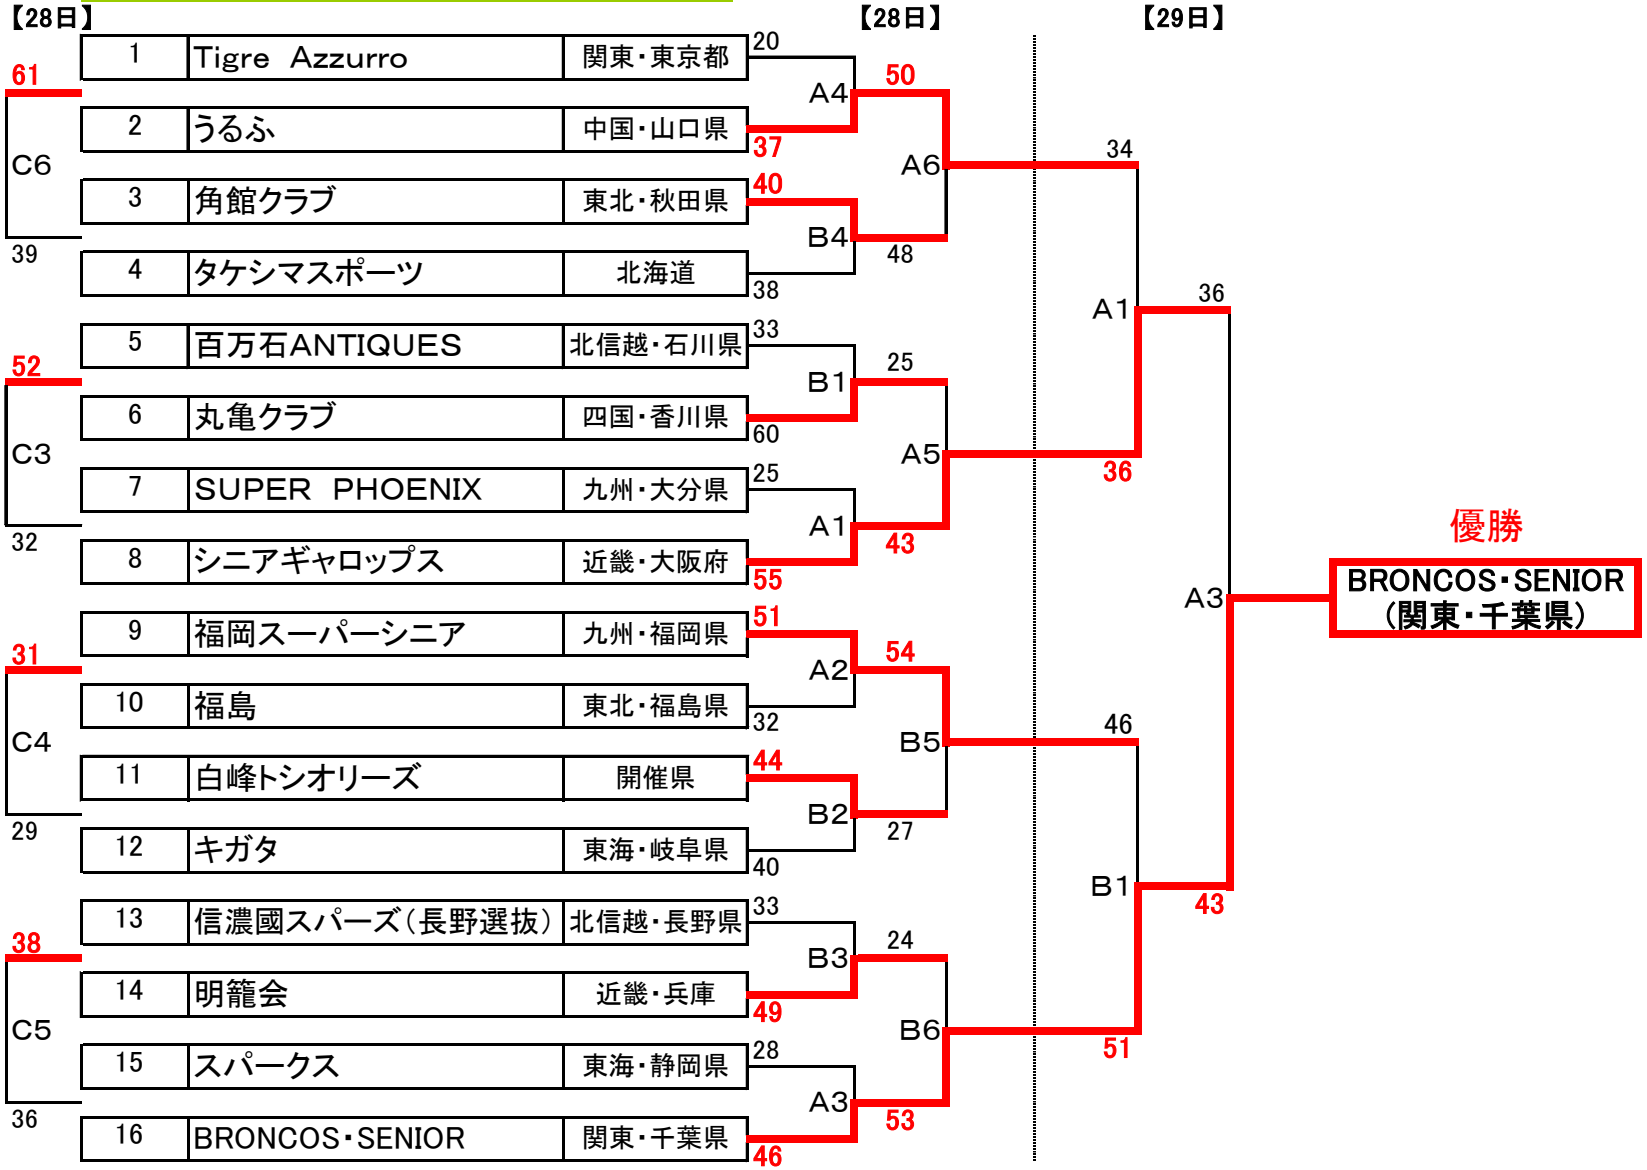 【28日】 【28日】 【29日】
1 Tigre Azzurro 関東・東京都 20
61 A4 50
2 うるふ 中国・山口県 37
C6 A6 34
3 角館クラブ 東北・秋田県 40
39 B4 48
4 タケシマスポーツ 北海道 38
A1 36
5 百万石ANTIQUES 北信越・石川県 33
52 B1 25
6 丸亀クラブ 四国・香川県 60
C3 A5 36
7 SUPER PHOENIX 九州・大分県 25
32 A1 43
8 シニアギャロップス 近畿・大阪府 55
優勝
A3 BRONCOS・SENIOR
(関東・千葉県)
9 福岡スーパーシニア 九州・福岡県 51
31 A2 54
10 福島 東北・福島県 32
C4 B5 46
11 白峰トシオリーズ 開催県 44
29 B2 27
12 キガタ 東海・岐阜県 40
B1 43
13 信濃國スパーズ(長野選抜) 北信越・長野県 33
38 B3 24
14 明籠会 近畿・兵庫 49
C5 B6 51
15 スパークス 東海・静岡県 28
36 A3 53
16 BRONCOS・SENIOR 関東・千葉県 46